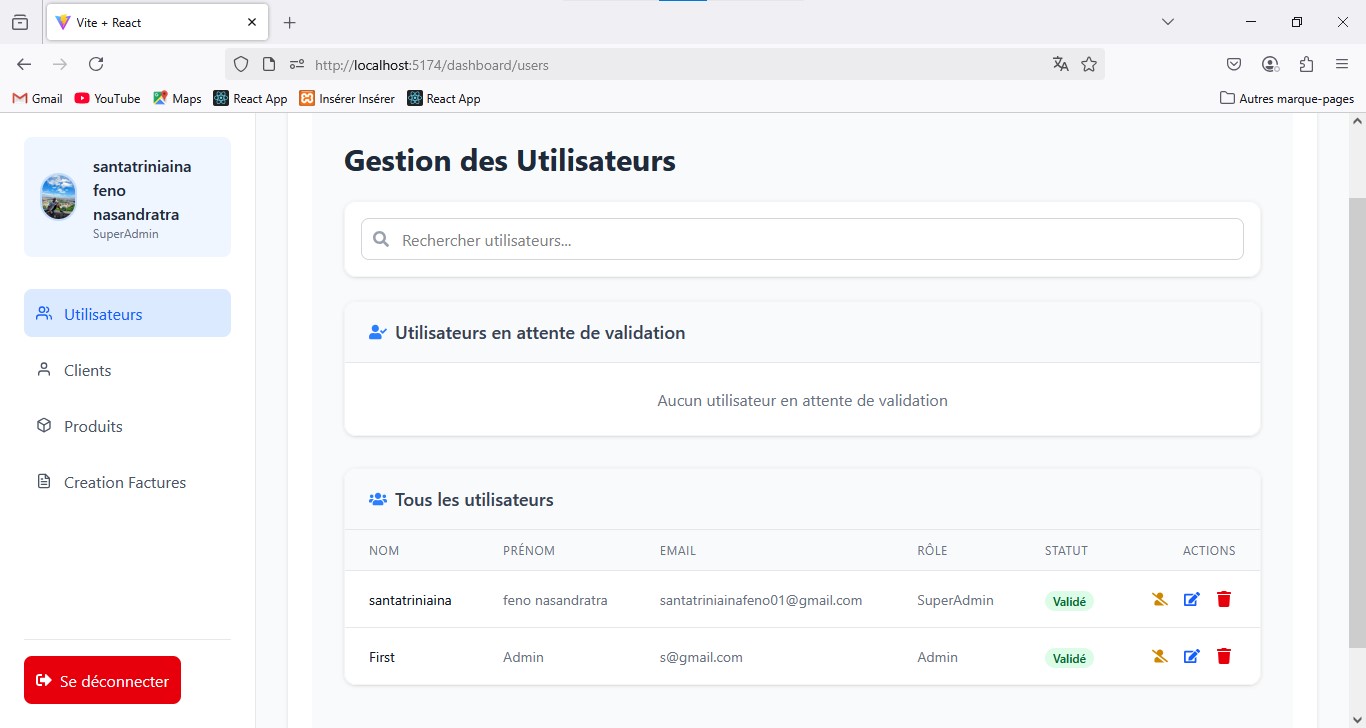 Vite + React
http://localhost:5174/dashboard/users
Gmail
YouTube
Maps
React App
Insérer Insérer
React App
Autres marque-pages
santatriniaina
feno
nasandratra
SuperAdmin
Utilisateurs
Clients
Produits
Creation Factures
Se déconnecter
Gestion des Utilisateurs
Rechercher utilisateurs...
Utilisateurs en attente de validation
Aucun utilisateur en attente de validation
Tous les utilisateurs
NOM PRÉNOM EMAIL RÔLE STATUT ACTIONS
santatriniaina feno nasandratra santatriniainafeno01@gmail.com SuperAdmin Validé
First Admin s@gmail.com Admin Validé